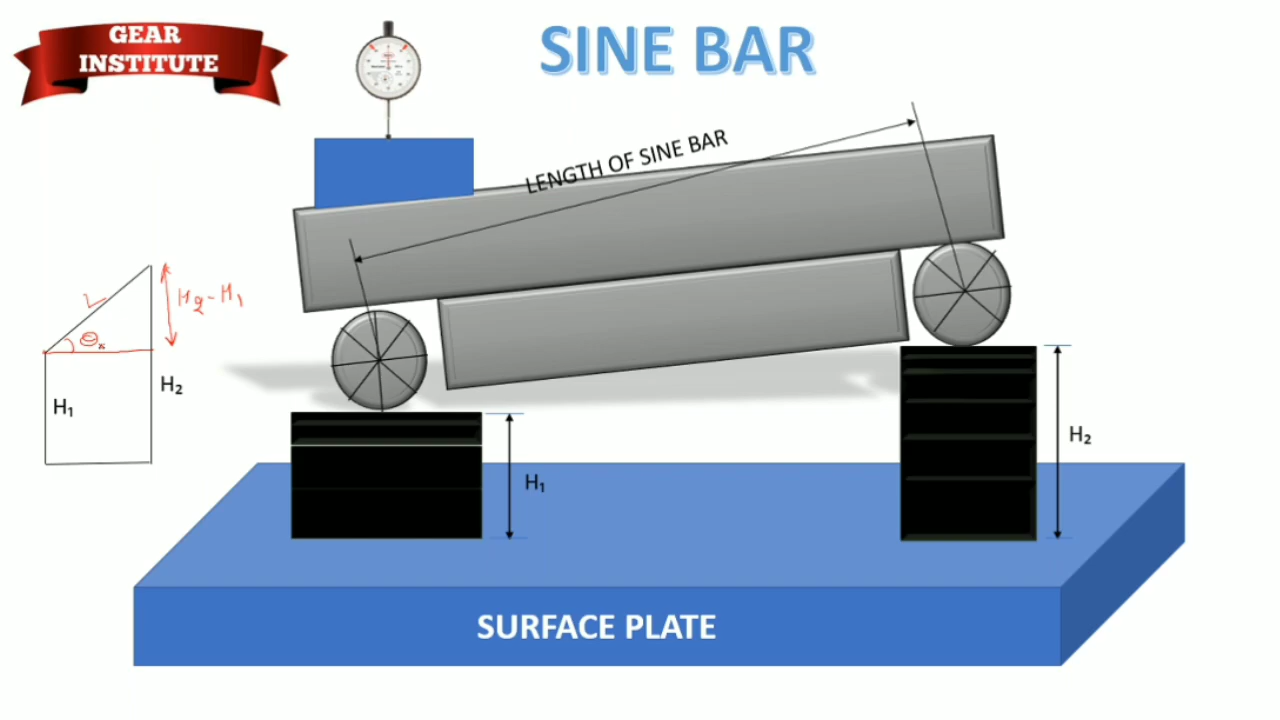 GEAR
INSTITUTE
SINE BAR
LENGTH OF SINE BAR
L
H2-H1
θ
H₁
H₂
H₁
H₂
SURFACE PLATE